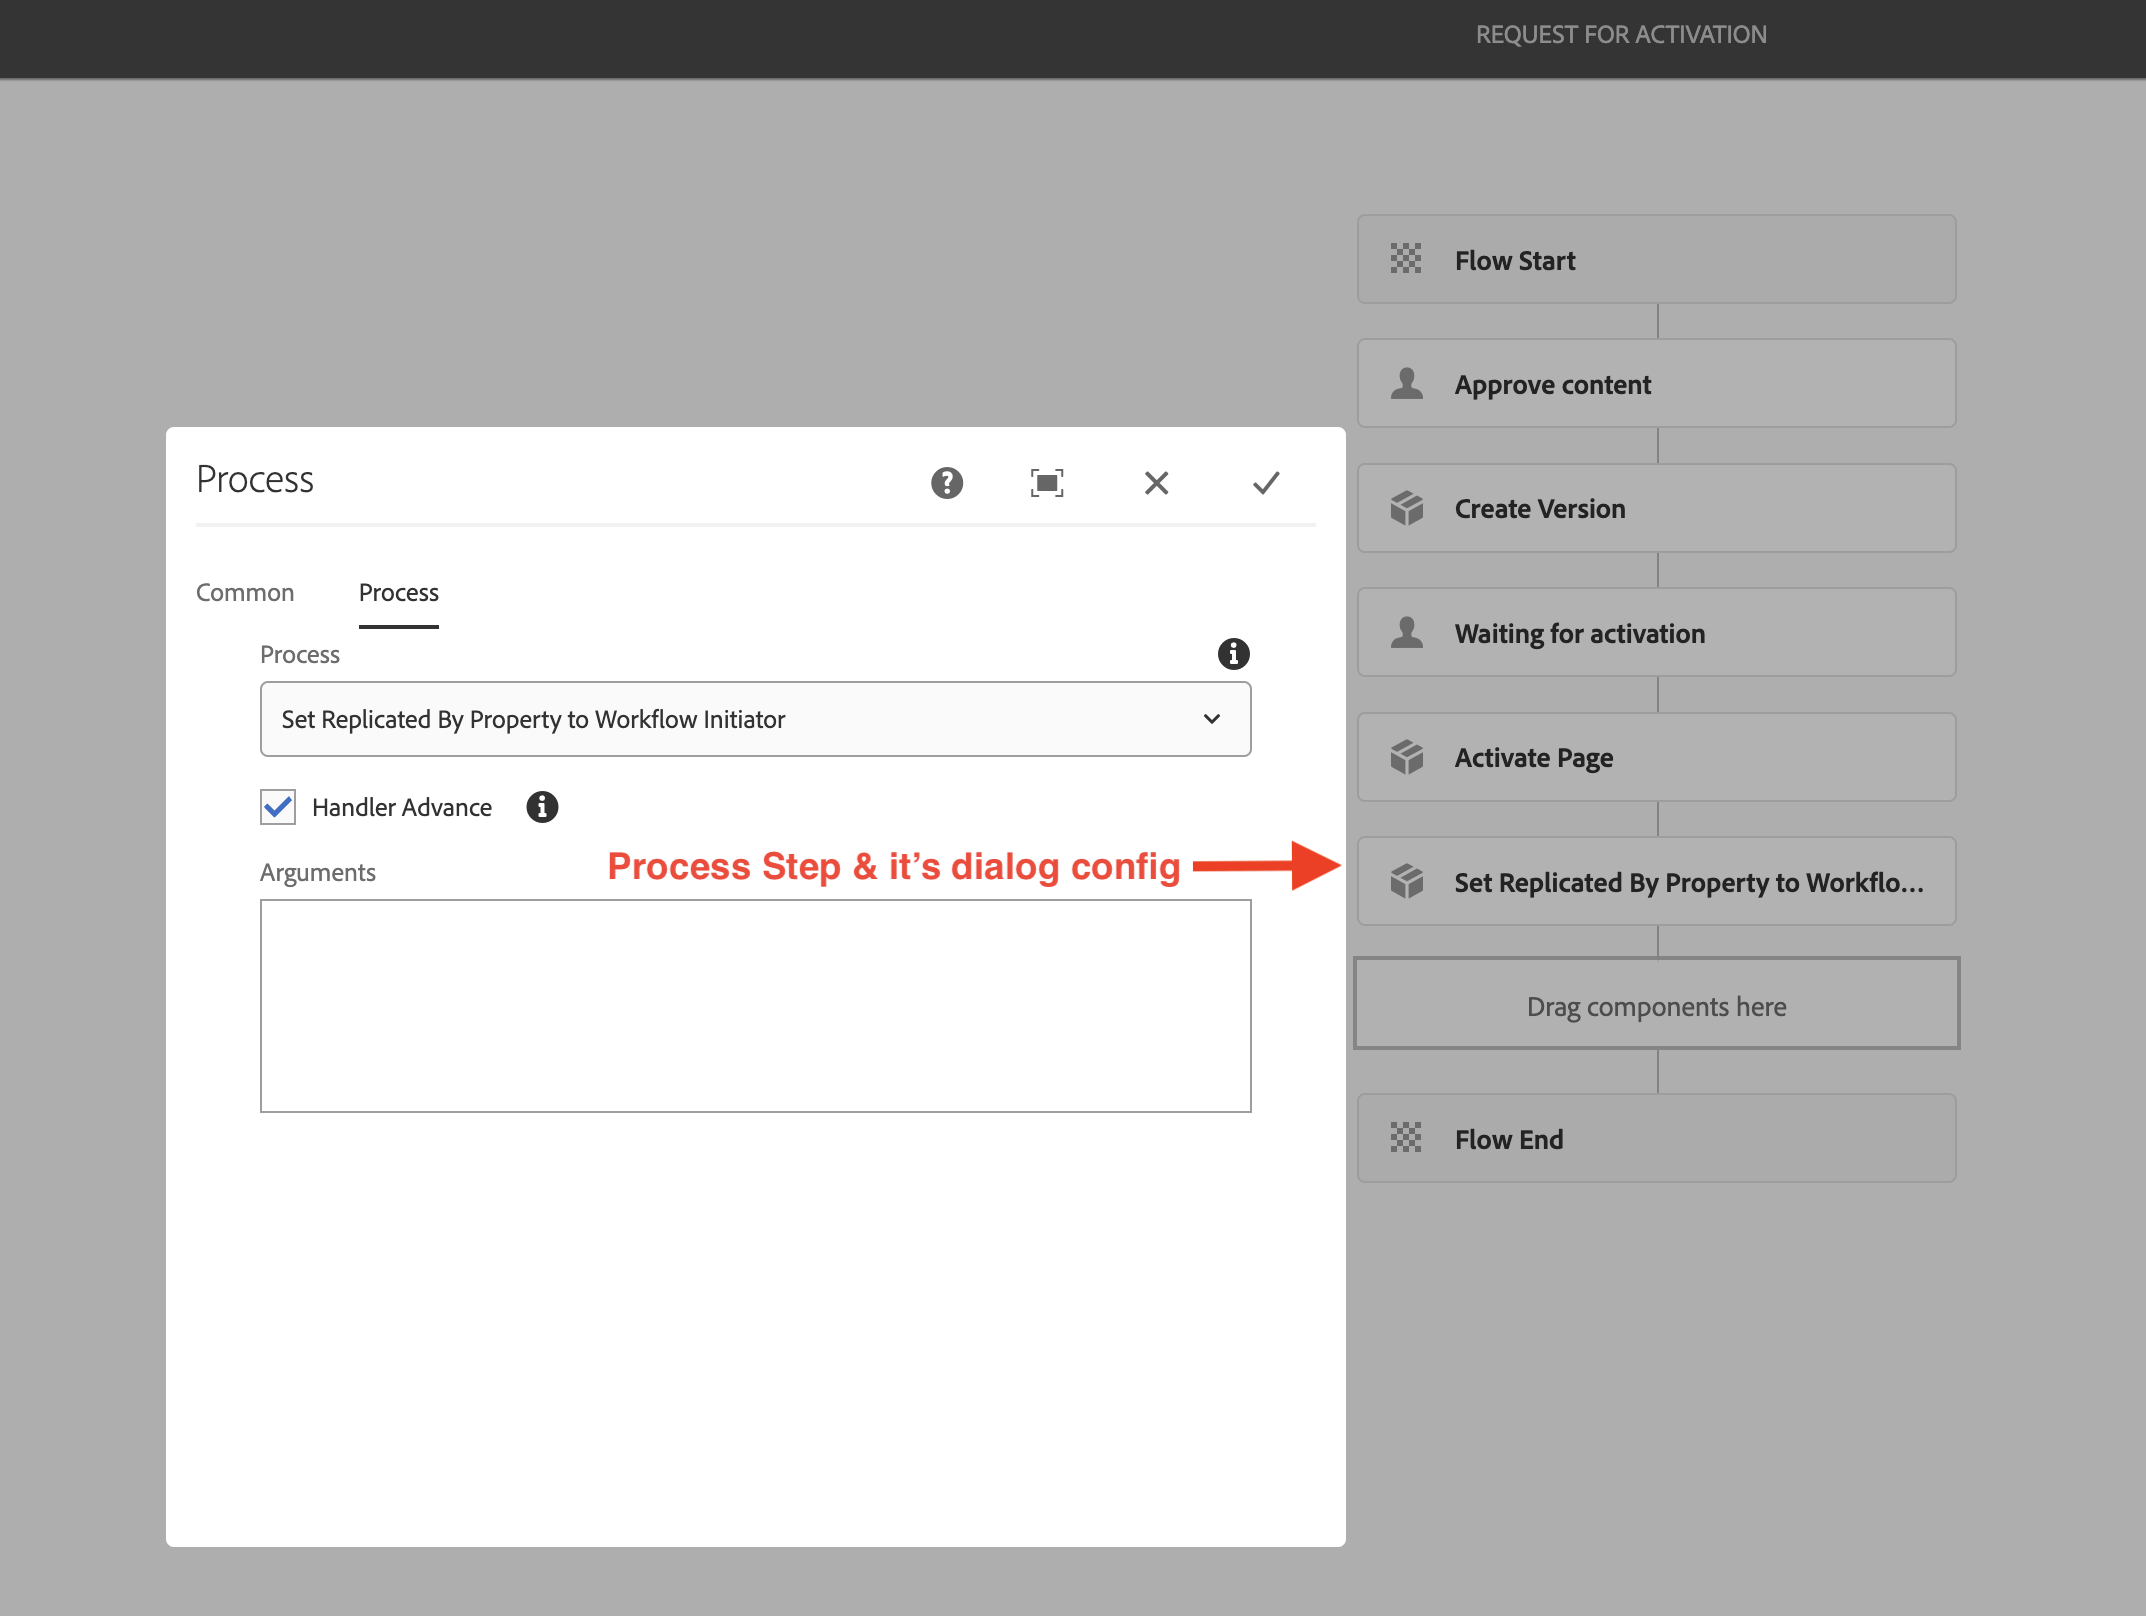 REQUEST FOR ACTIVATION
Flow Start
Approve content
Create Version
Waiting for activation
Activate Page
Set Replicated By Property to Workflo...
Drag components here
Flow End
Process
Common Process
Process
Set Replicated By Property to Workflow Initiator
Handler Advance
Arguments
Process Step & it’s dialog config